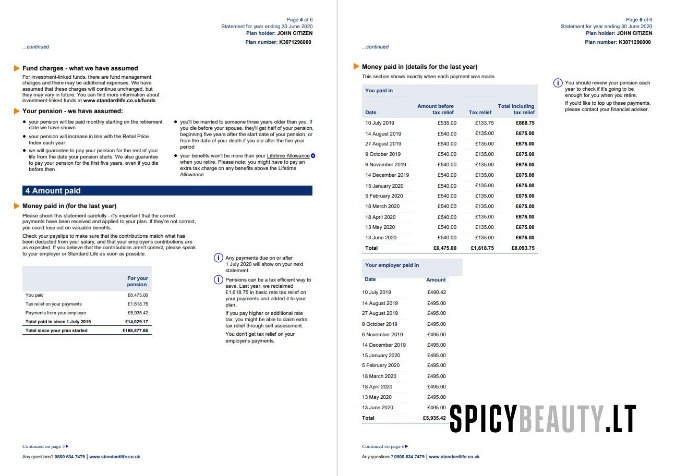 Page 4 of 6
Statement for year ending 30 June 2020
Plan holder: JOHN CITIZEN
Plan number: K3071296000
...continued
Fund charges - what we have assumed
For investment-linked funds, there are fund management
charges and there may be additional expenses. We have
assumed that these charges will continue unchanged, but
they may vary in future. You can find more information about
investment-linked funds at www.standardlife.co.uk/funds
Your pension - we have assumed
your pension will be paid monthly starting on the retirement
date we have shown
your pension will increase in line with the Retail Price
Index each year
we will guarantee to pay your pension for the rest of your
life from the date your pension starts. We also guarantee
to pay your pension for the first five years, even if you die
before then
you'll be married to someone three years older than you. If
you die before your spouse, they'll get half of your pension,
beginning five years after the start date of your pension, or
from the date of death if you die after the five year
period
your benefits won't be more than your Lifetime Allowance
when you retire. Please note: you might have to pay an
extra tax charge on any benefits above the Lifetime
Allowance
4 Amount paid
Money paid in (for the last year)
Please check this statement carefully - it's important that the correct
payments have been received and applied to your plan. If they're not correct,
you could lose out on valuable benefits.
Check your payslips to make sure that the contributions match what has
been deducted from your salary, and that your employer's contributions are
as expected. If you believe that the contributions aren't correct, please speak
to your employer or Standard Life as soon as possible.
For your
pension
You paid £6,475.00
Tax relief on your payments £1,618.75
Payments from your employer £5,935.42
Total paid in since 1 July 2019 £14,029.17
Total since your plan started £188,877.68
Any payments due on or after
1 July 2020 will show on your next
statement
Pensions can be a tax efficient way to
save. Last year, we reclaimed
£1,618.75 in basic rate tax relief on
your payments and added it to your
plan.
If you pay higher or additional rate
tax, you might be able to claim extra
tax relief through self assessment.
You don't get tax relief on your
employer's payments.
Continued on page 5
Any questions? 0800 634 7479 | www.standardlife.co.uk
Page 5 of 6
Statement for year ending 30 June 2020
Plan holder: JOHN CITIZEN
Plan number: K3071296000
...continued
Money paid in (details for the last year)
This section shows exactly when each payment was made.
You paid in
Date Amount before tax relief Tax relief Total including tax relief
10 July 2019 £535.00 £133.75 £668.75
14 August 2019 £540.00 £135.00 £675.00
27 August 2019 £540.00 £135.00 £675.00
9 October 2019 £540.00 £135.00 £675.00
6 November 2019 £540.00 £135.00 £675.00
14 December 2019 £540.00 £135.00 £675.00
15 January 2020 £540.00 £135.00 £675.00
5 February 2020 £540.00 £135.00 £675.00
18 March 2020 £540.00 £135.00 £675.00
18 April 2020 £540.00 £135.00 £675.00
13 May 2020 £540.00 £135.00 £675.00
13 June 2020 £540.00 £135.00 £675.00
Total £6,475.00 £1,618.75 £8,093.75
Your employer paid in
Date Amount
10 July 2019 £490.42
14 August 2019 £495.00
27 August 2019 £495.00
9 October 2019 £495.00
6 November 2019 £495.00
14 December 2019 £495.00
15 January 2020 £495.00
5 February 2020 £495.00
18 March 2020 £495.00
18 April 2020 £495.00
13 May 2020 £495.00
13 June 2020 £495.00
Total £5,935.42
You should review your pension each
year to check if it's going to be
enough for you when you retire.
If you'd like to top up these payments,
please contact your financial adviser.
SPICYBEAUTY.LT
Continued on page 6
Any questions? 0800 634 7479 | www.standardlife.co.uk